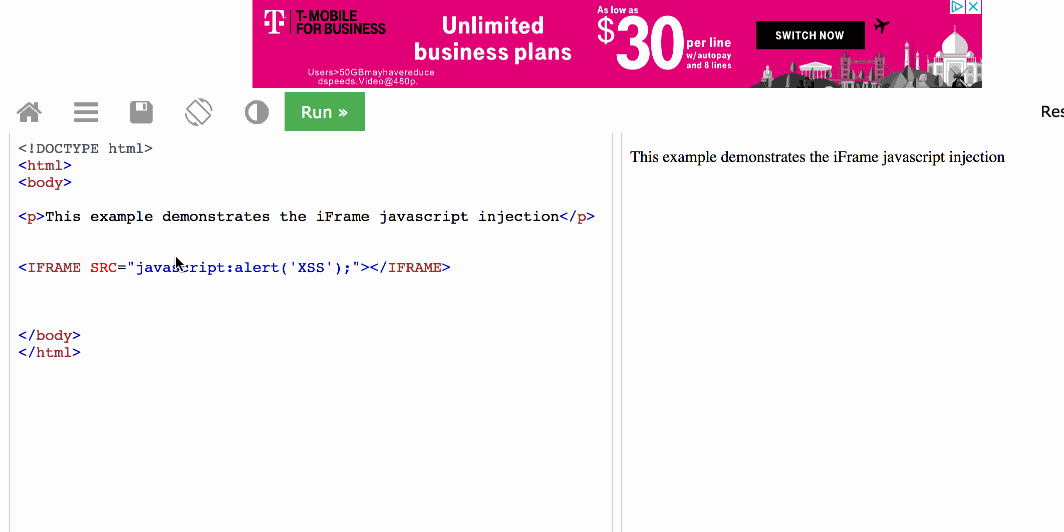 T-MOBILE
FOR BUSINESS
Unlimited
business plans
Users>50GBmayhavereduce
dspeeds.Video@480p.
As low as
$30
per line
w/autopay
and 8 lines
SWITCH NOW
Run »
Res
<!DOCTYPE html>
<html>
<body>
<p>This example demonstrates the iFrame javascript injection</p>
<IFRAME SRC="javascript:alert('XSS');"></IFRAME>
</body>
</html>
This example demonstrates the iFrame javascript injection